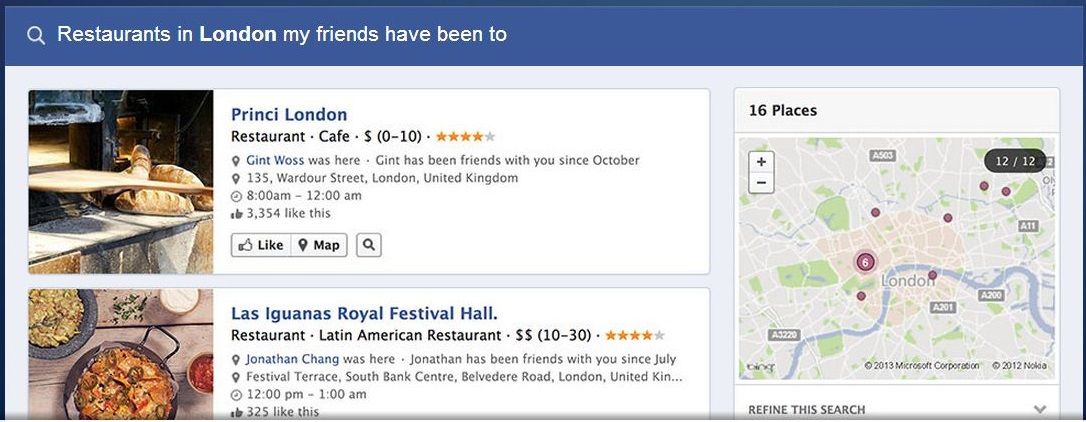 Restaurants in London my friends have been to
Princi London
Restaurant · Cafe · $ (0-10) ·
Gint Woss was here · Gint has been friends with you since October
135, Wardour Street, London, United Kingdom
8:00am – 12:00 am
3,354 like this
Like
Map
Las Iguanas Royal Festival Hall.
Restaurant · Latin American Restaurant · $$ (10-30) ·
Jonathan Chang was here · Jonathan has been friends with you since July
Festival Terrace, South Bank Centre, Belvedere Road, London, United Kin...
12:00 pm - 1:00 am
325 like this
16 Places
+
−
A503
12 / 12
A11
6
London
A200
A201
A3220
bing
© 2013 Microsoft Corporation © 2012 Nokia
REFINE THIS SEARCH